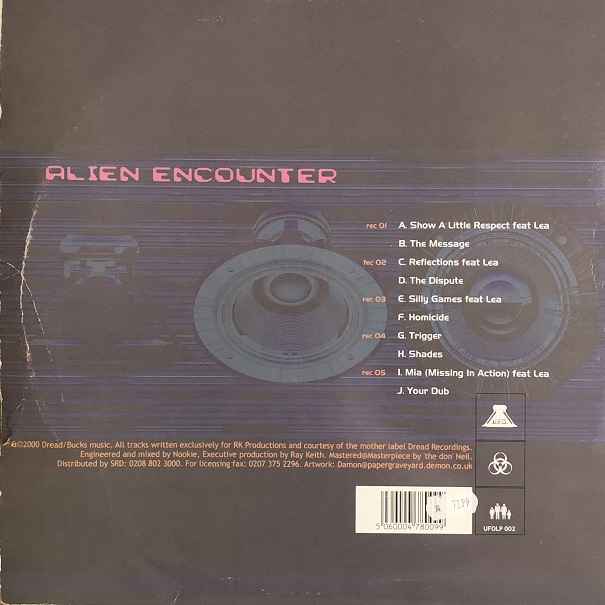 ALIEN ENCOUNTER
rec 01 A. Show A Little Respect feat Lea
B. The Message
rec 02 C. Reflections feat Lea
D. The Dispute
rec 03 E. Silly Games feat Lea
F. Homicide
rec 04 G. Trigger
H. Shades
rec 05 I. Mia (Missing In Action) feat Lea
J. Your Dub
U.F.O.
©2000 Dread/Bucks music. All tracks written exclusively for RK Productions and courtesy of the mother label Dread Recordings.
Engineered and mixed by Nookie, Executive production by Ray Keith. Mastered@Masterpiece by 'the don' Neil.
Distributed by SRD: 0208 802 3000. For licensing fax: 0207 375 2296. Artwork: Damon@papergraveyard.demon.co.uk
5 060004 780099
UFOLP 002